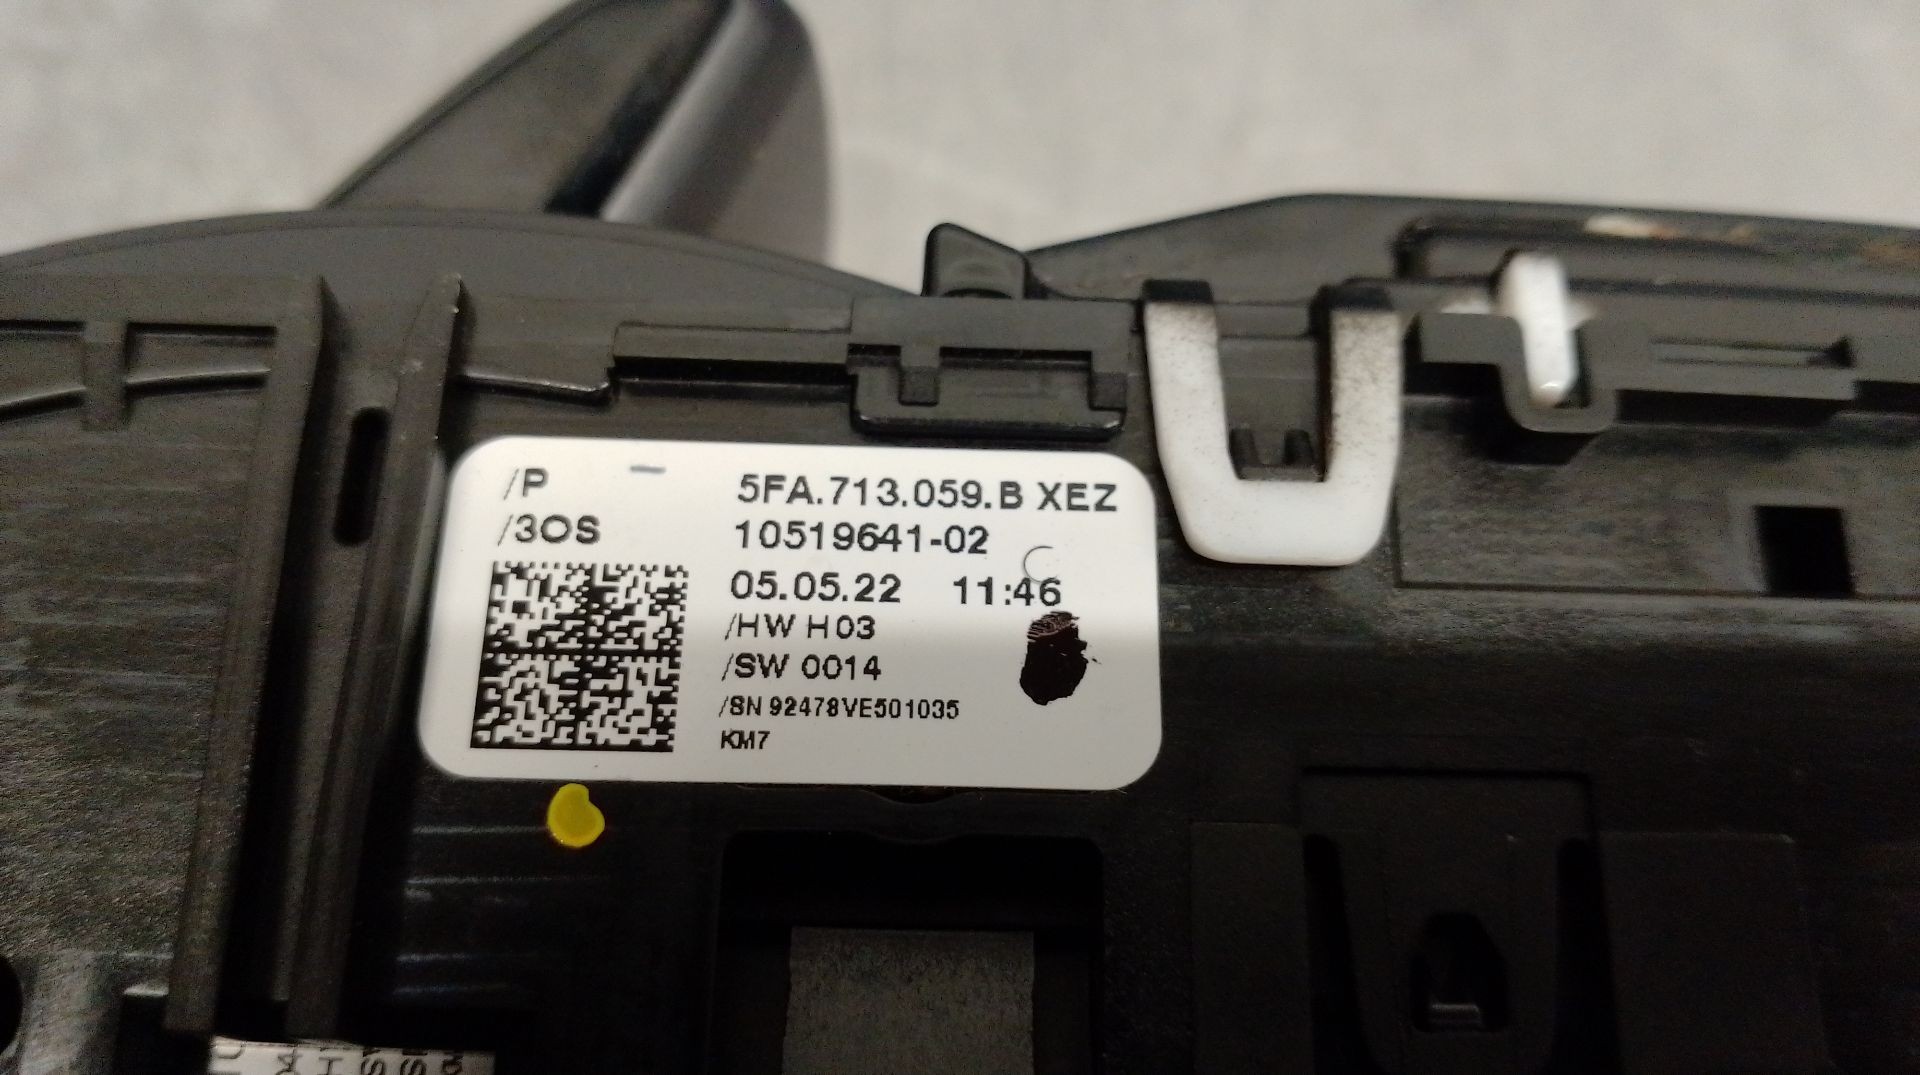 /P - 5FA.713.059.B XEZ
/3OS 10519641-02
05.05.22 11:46
/HW H03
/SW 0014
/SN 92478VE501035
KM7